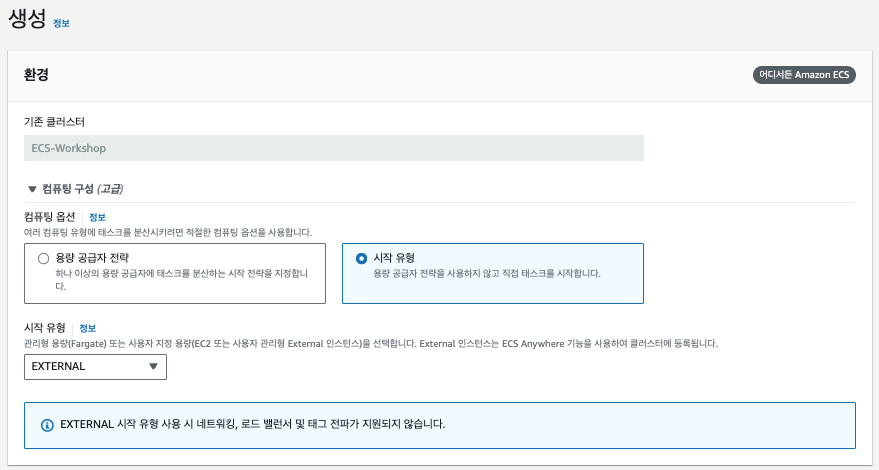 생성 정보
환경
어디서든 Amazon ECS
기존 클러스터
ECS-Workshop
컴퓨팅 구성 (고급)
컴퓨팅 옵션 정보
여러 컴퓨팅 유형에 태스크를 분산시키려면 적절한 컴퓨팅 옵션을 사용합니다.
용량 공급자 전략
하나 이상의 용량 공급자에 태스크를 분산하는 시작 전략을 지정합니
다.
시작 유형
용량 공급자 전략을 사용하지 않고 직접 태스크를 시작합니다.
시작 유형 정보
관리형 용량(Fargate) 또는 사용자 지정 용량(EC2 또는 사용자 관리형 External 인스턴스)을 선택합니다. External 인스턴스는 ECS Anywhere 기능을 사용하여 클러스터에 등록됩니다.
EXTERNAL
EXTERNAL 시작 유형 사용 시 네트워킹, 로드 밸런서 및 태그 전파가 지원되지 않습니다.